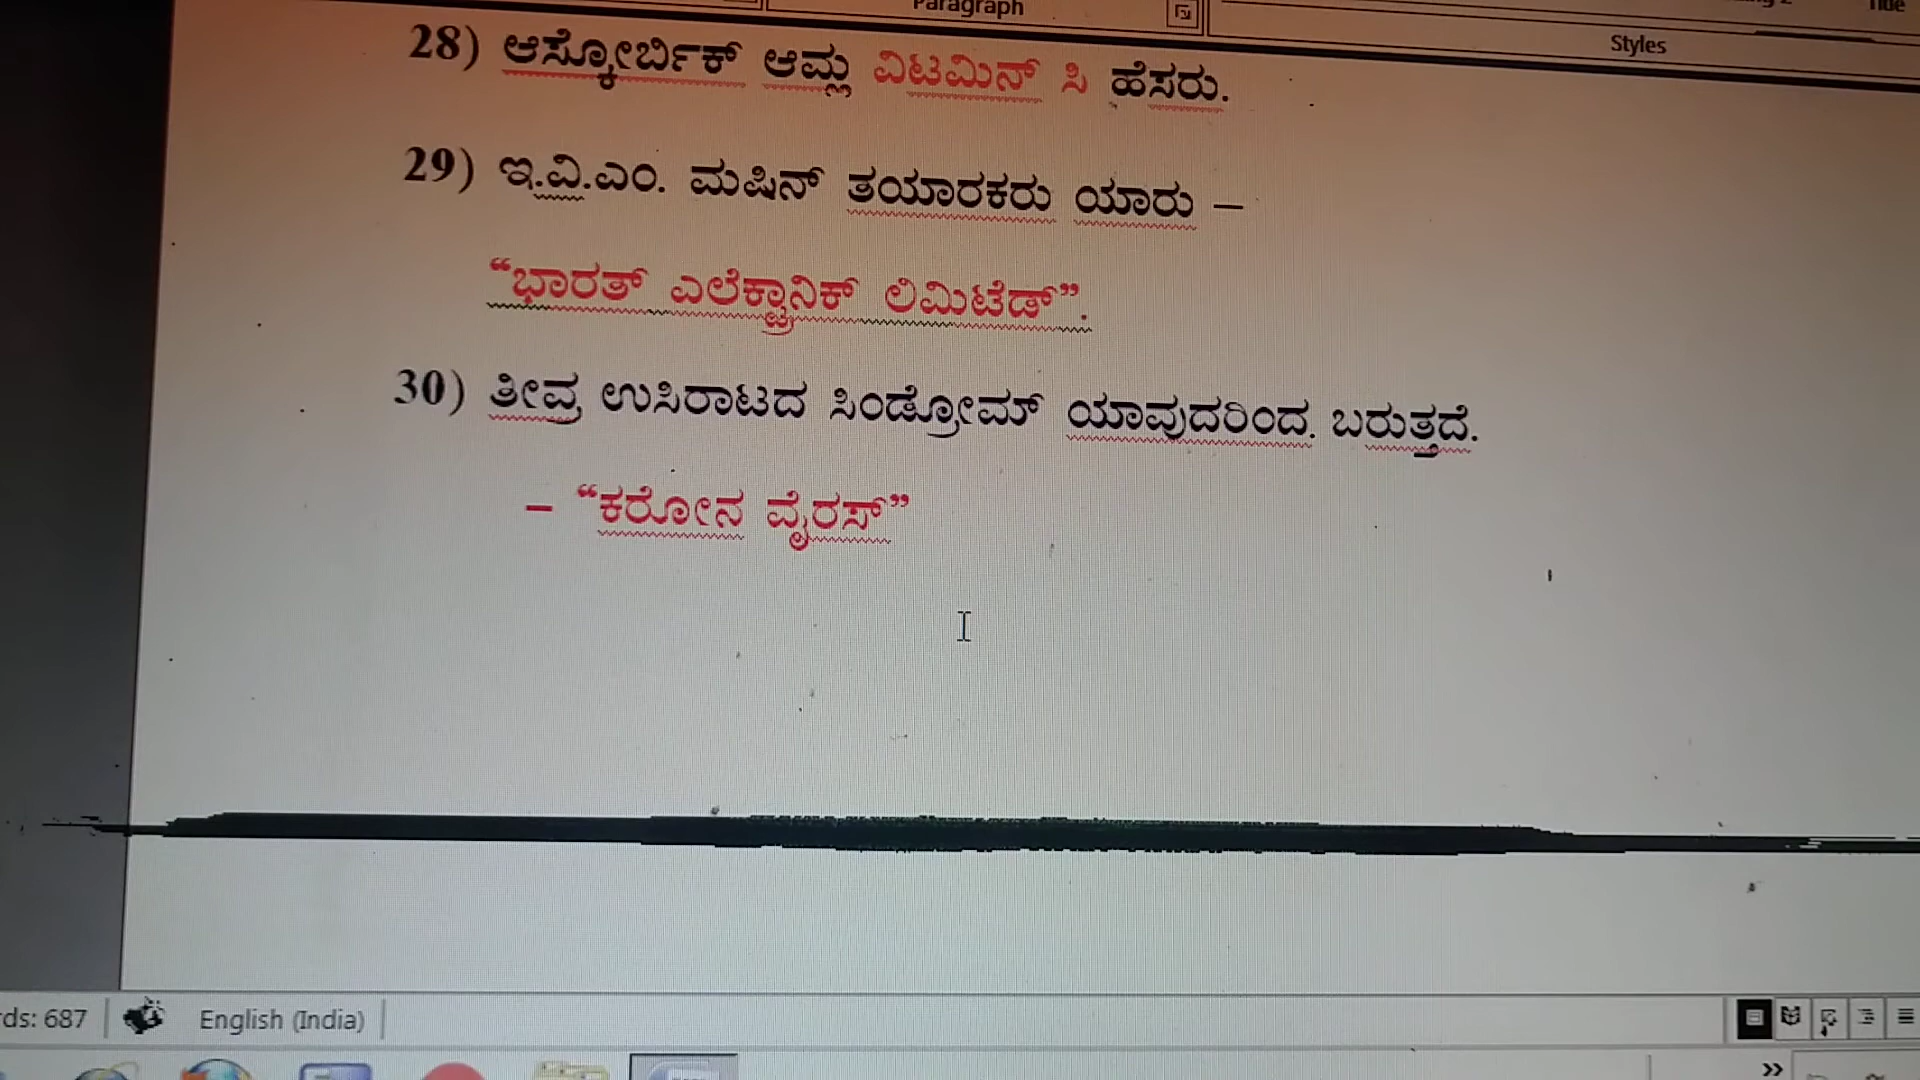 Paragraph
Styles
28) ಆಸ್ಕೋರ್ಬಿಕ್ ಆಮ್ಲ ವಿಟಮಿನ್ ಸಿ ಹೆಸರು.
29) ಇ.ವಿ.ಎಂ. ಮಷಿನ್ ತಯಾರಕರು ಯಾರು –
“ಭಾರತ್ ಎಲೆಕ್ಟ್ರಾನಿಕ್ ಲಿಮಿಟೆಡ್”.
30) ತೀವ್ರ ಉಸಿರಾಟದ ಸಿಂಡ್ರೋಮ್ ಯಾವುದರಿಂದ. ಬರುತ್ತದೆ.
– “ಕರೋನ ವೈರಸ್”
rds: 687 English (India)